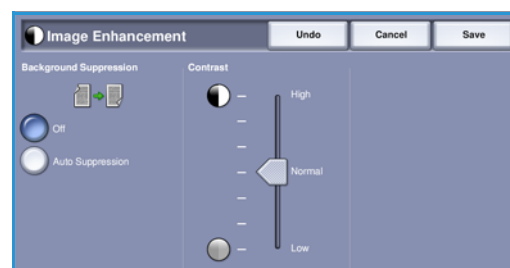 Image Enhancement
Undo
Cancel
Save
Background Suppression
Contrast
High
Off
Auto Suppression
Normal
Low